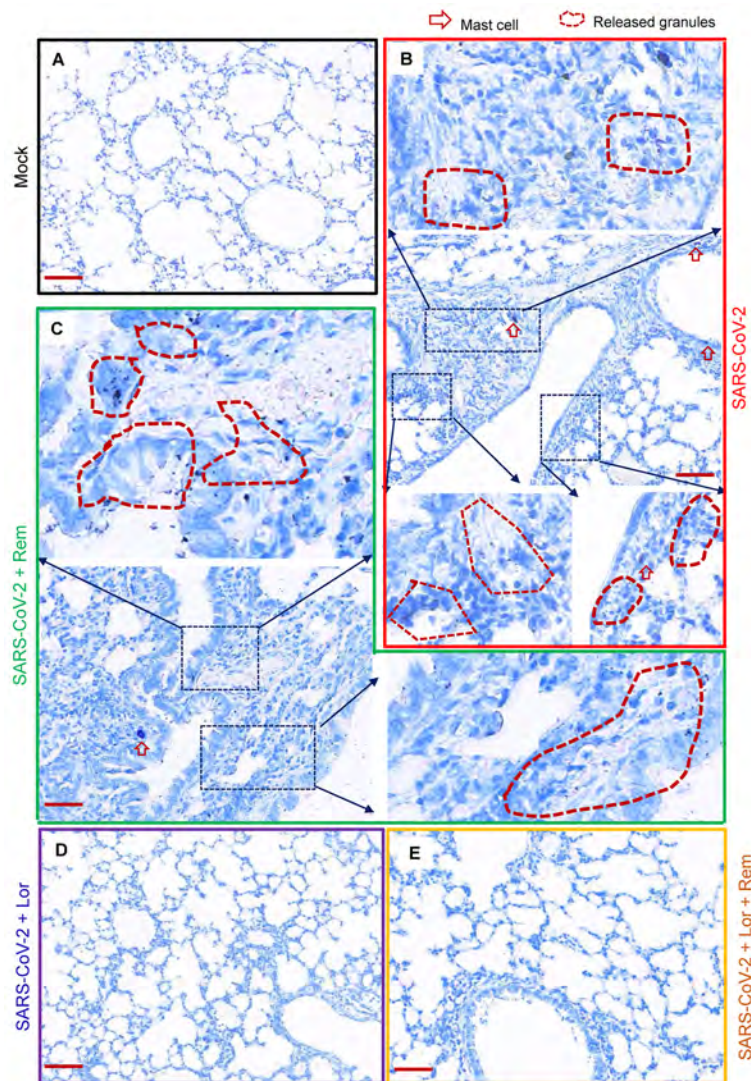 Mast cell
Released granules
A
Mock
B
SARS-CoV-2
C
SARS-CoV-2 + Rem
D
SARS-CoV-2 + Lor
E
SARS-CoV-2 + Lor + Rem